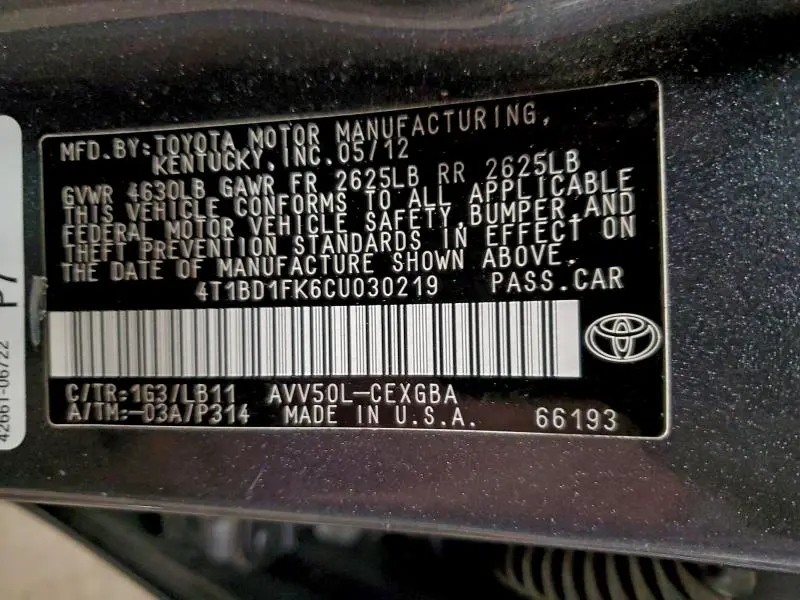 MFD.BY: TOYOTA MOTOR MANUFACTURING,
KENTUCKY, INC. 05/12
GVWR 4630LB GAWR FR 2625LB RR 2625LB
THIS VEHICLE CONFORMS TO ALL APPLICABLE
FEDERAL MOTOR VEHICLE SAFETY,BUMPER,AND
THEFT PREVENTION STANDARDS IN EFFECT ON
THE DATE OF MANUFACTURE SHOWN ABOVE.
4T1BD1FK6CU030219 PASS.CAR
C/TR:1G3/LB11 AVV50L-CEXGBA
A/TM:-03A/P314 MADE IN U.S.A. 66193
42661-06722